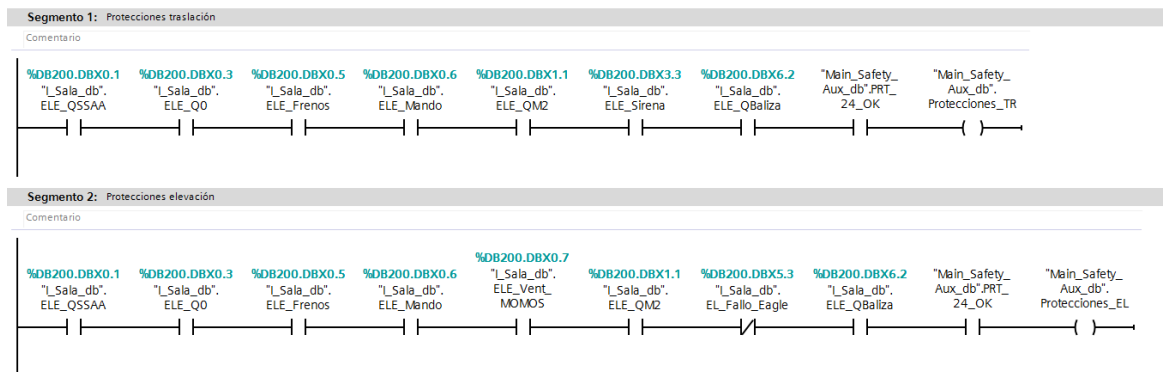 Segmento 1: Protecciones traslación
Comentario
%DB200.DBX0.1 %DB200.DBX0.3 %DB200.DBX0.5 %DB200.DBX0.6 %DB200.DBX1.1 %DB200.DBX3.3 %DB200.DBX6.2
"I_Sala_db". "I_Sala_db". "I_Sala_db". "I_Sala_db". "I_Sala_db". "I_Sala_db". "I_Sala_db". "Main_Safety_ "Main_Safety_
ELE_QSSAA ELE_Q0 ELE_Frenos ELE_Mando ELE_QM2 ELE_Sirena ELE_QBaliza Aux_db".PRT_ Aux_db".
24_OK Protecciones_TR
Segmento 2: Protecciones elevación
Comentario
%DB200.DBX0.7
%DB200.DBX0.1 %DB200.DBX0.3 %DB200.DBX0.5 %DB200.DBX0.6 "I_Sala_db". %DB200.DBX1.1 %DB200.DBX5.3 %DB200.DBX6.2 "Main_Safety_ "Main_Safety_
"I_Sala_db". "I_Sala_db". "I_Sala_db". "I_Sala_db". ELE_Vent_ "I_Sala_db". "I_Sala_db". "I_Sala_db". Aux_db".PRT_ Aux_db".
ELE_QSSAA ELE_Q0 ELE_Frenos ELE_Mando MOMOS ELE_QM2 EL_Fallo_Eagle ELE_QBaliza 24_OK Protecciones_EL